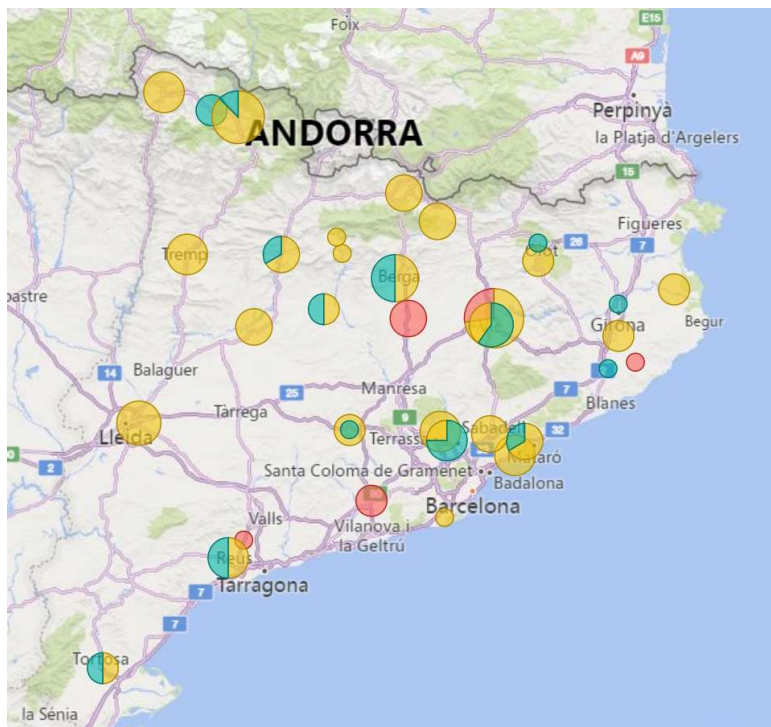 Foix
E15
A9
Perpinyà
ANDORRA
la Platja d'Argelers
15
Figueres
26
7
Olot
Tremp
Berga
Girona
Begur
14
Balaguer
Manresa
7
Blanes
25
Tàrrega
9
32
Lleida
Terrass
Sabadell
Mataró
2
Santa Coloma de Gramenet
Badalona
Barcelona
Valls
Vilanova i
la Geltrú
Reus
Tarragona
7
7
Tortosa
la Sénia